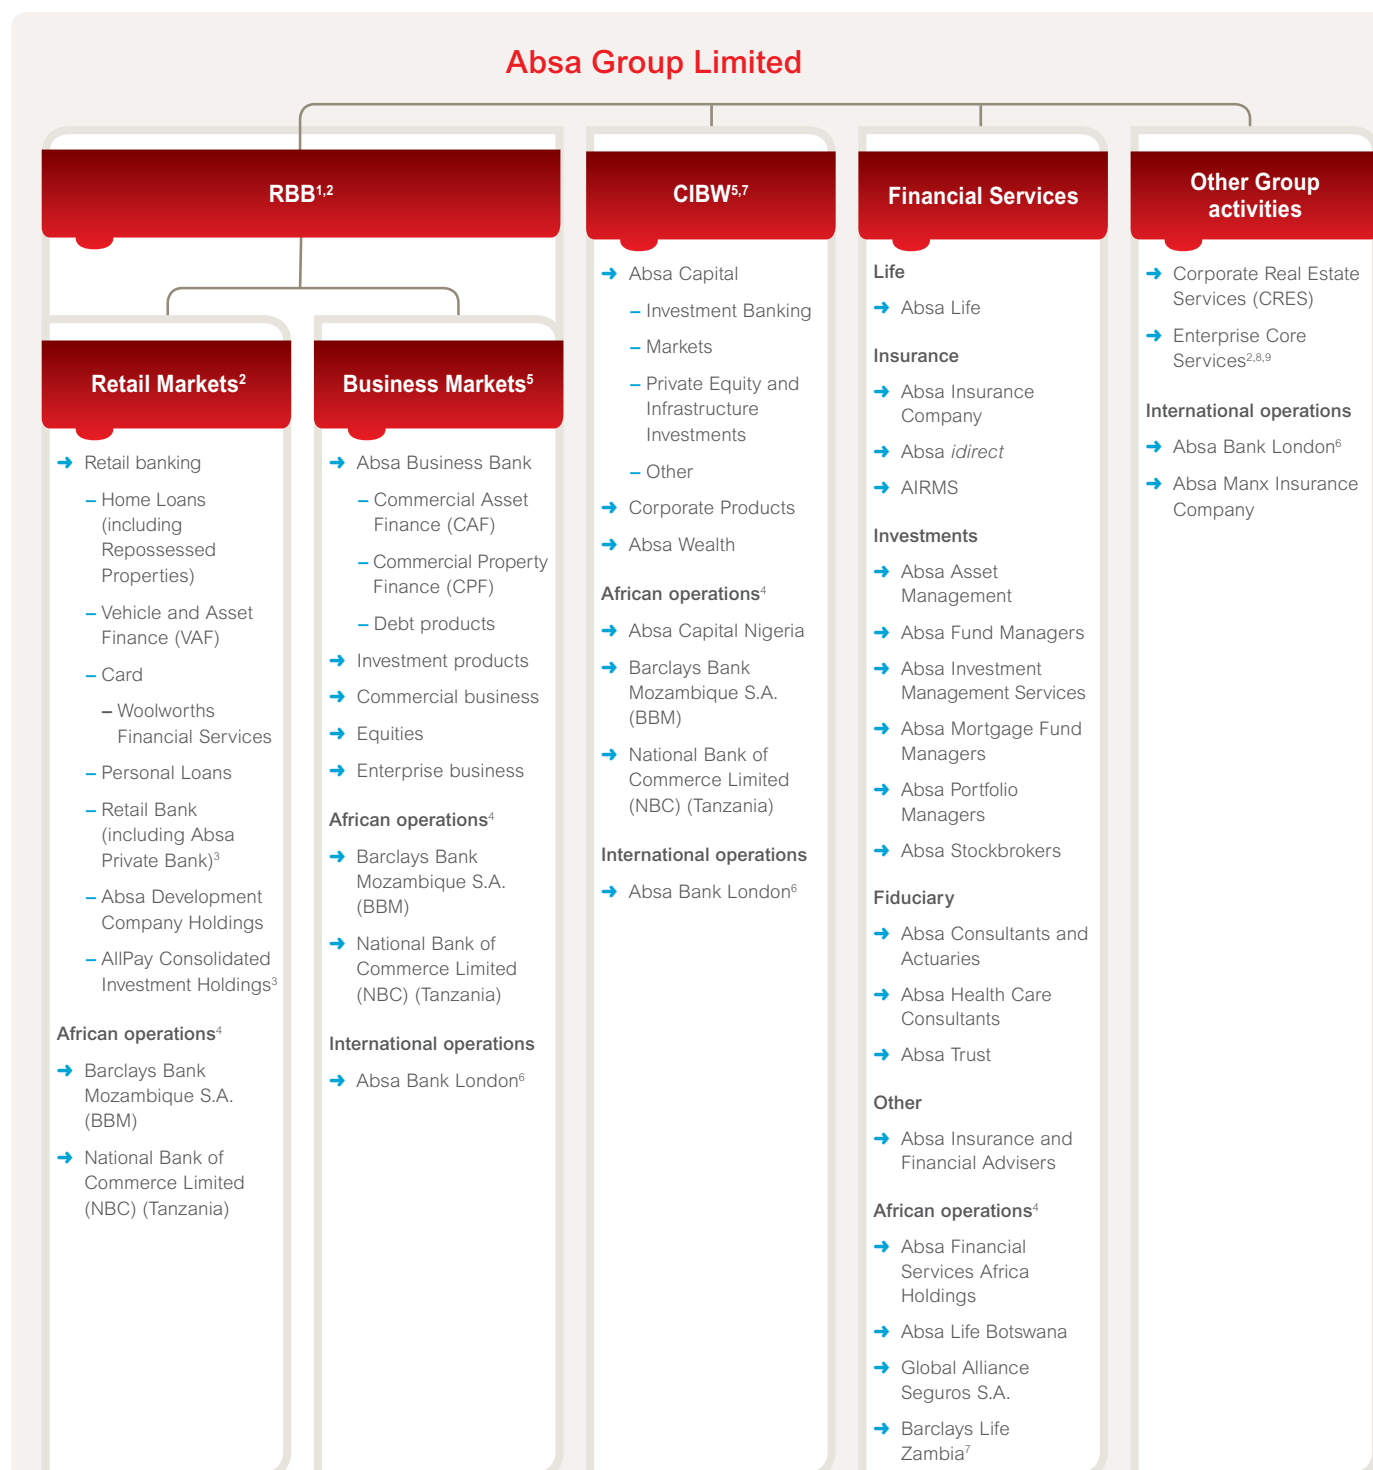 Absa Group Limited
RBB1,2
Retail Markets2
➜ Retail banking
– Home Loans
(including
Repossessed
Properties)
– Vehicle and Asset
Finance (VAF)
– Card
– Woolworths
Financial Services
– Personal Loans
– Retail Bank
(including Absa
Private Bank)3
– Absa Development
Company Holdings
– AllPay Consolidated
Investment Holdings3
African operations4
➜ Barclays Bank
Mozambique S.A.
(BBM)
➜ National Bank of
Commerce Limited
(NBC) (Tanzania)
Business Markets5
➜ Absa Business Bank
– Commercial Asset
Finance (CAF)
– Commercial Property
Finance (CPF)
– Debt products
➜ Investment products
➜ Commercial business
➜ Equities
➜ Enterprise business
African operations4
➜ Barclays Bank
Mozambique S.A.
(BBM)
➜ National Bank of
Commerce Limited
(NBC) (Tanzania)
International operations
➜ Absa Bank London6
CIBW5,7
➜ Absa Capital
– Investment Banking
– Markets
– Private Equity and
Infrastructure
Investments
– Other
➜ Corporate Products
➜ Absa Wealth
African operations4
➜ Absa Capital Nigeria
➜ Barclays Bank
Mozambique S.A.
(BBM)
➜ National Bank of
Commerce Limited
(NBC) (Tanzania)
International operations
➜ Absa Bank London6
Financial Services
Life
➜ Absa Life
Insurance
➜ Absa Insurance
Company
➜ Absa idirect
➜ AIRMS
Investments
➜ Absa Asset
Management
➜ Absa Fund Managers
➜ Absa Investment
Management Services
➜ Absa Mortgage Fund
Managers
➜ Absa Portfolio
Managers
➜ Absa Stockbrokers
Fiduciary
➜ Absa Consultants and
Actuaries
➜ Absa Health Care
Consultants
➜ Absa Trust
Other
➜ Absa Insurance and
Financial Advisers
African operations4
➜ Absa Financial
Services Africa
Holdings
➜ Absa Life Botswana
➜ Global Alliance
Seguros S.A.
➜ Barclays Life
Zambia7
Other Group
activities
➜ Corporate Real Estate
Services (CRES)
➜ Enterprise Core
Services2,8,9
International operations
➜ Absa Bank London6
➜ Absa Manx Insurance
Company